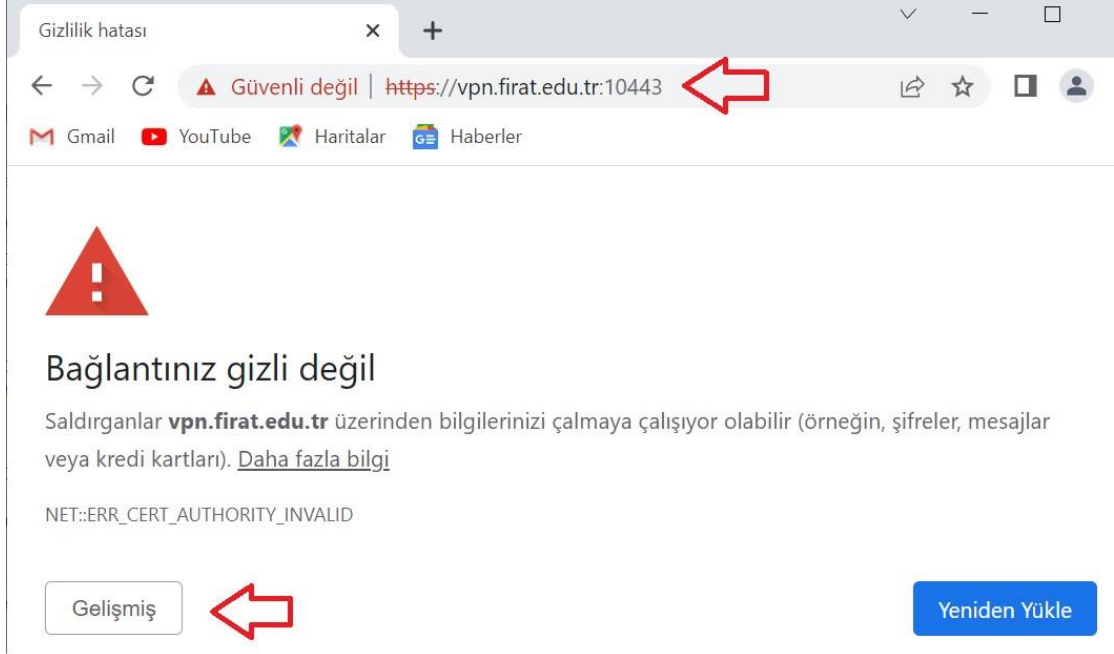 Gizlilik hatası
Güvenli değil | https://vpn.firat.edu.tr:10443
Gmail YouTube Haritalar GE Haberler
Bağlantınız gizli değil
Saldırganlar vpn.firat.edu.tr üzerinden bilgilerinizi çalmaya çalışıyor olabilir (örneğin, şifreler, mesajlar
veya kredi kartları). Daha fazla bilgi
NET::ERR_CERT_AUTHORITY_INVALID
Gelişmiş Yeniden Yükle